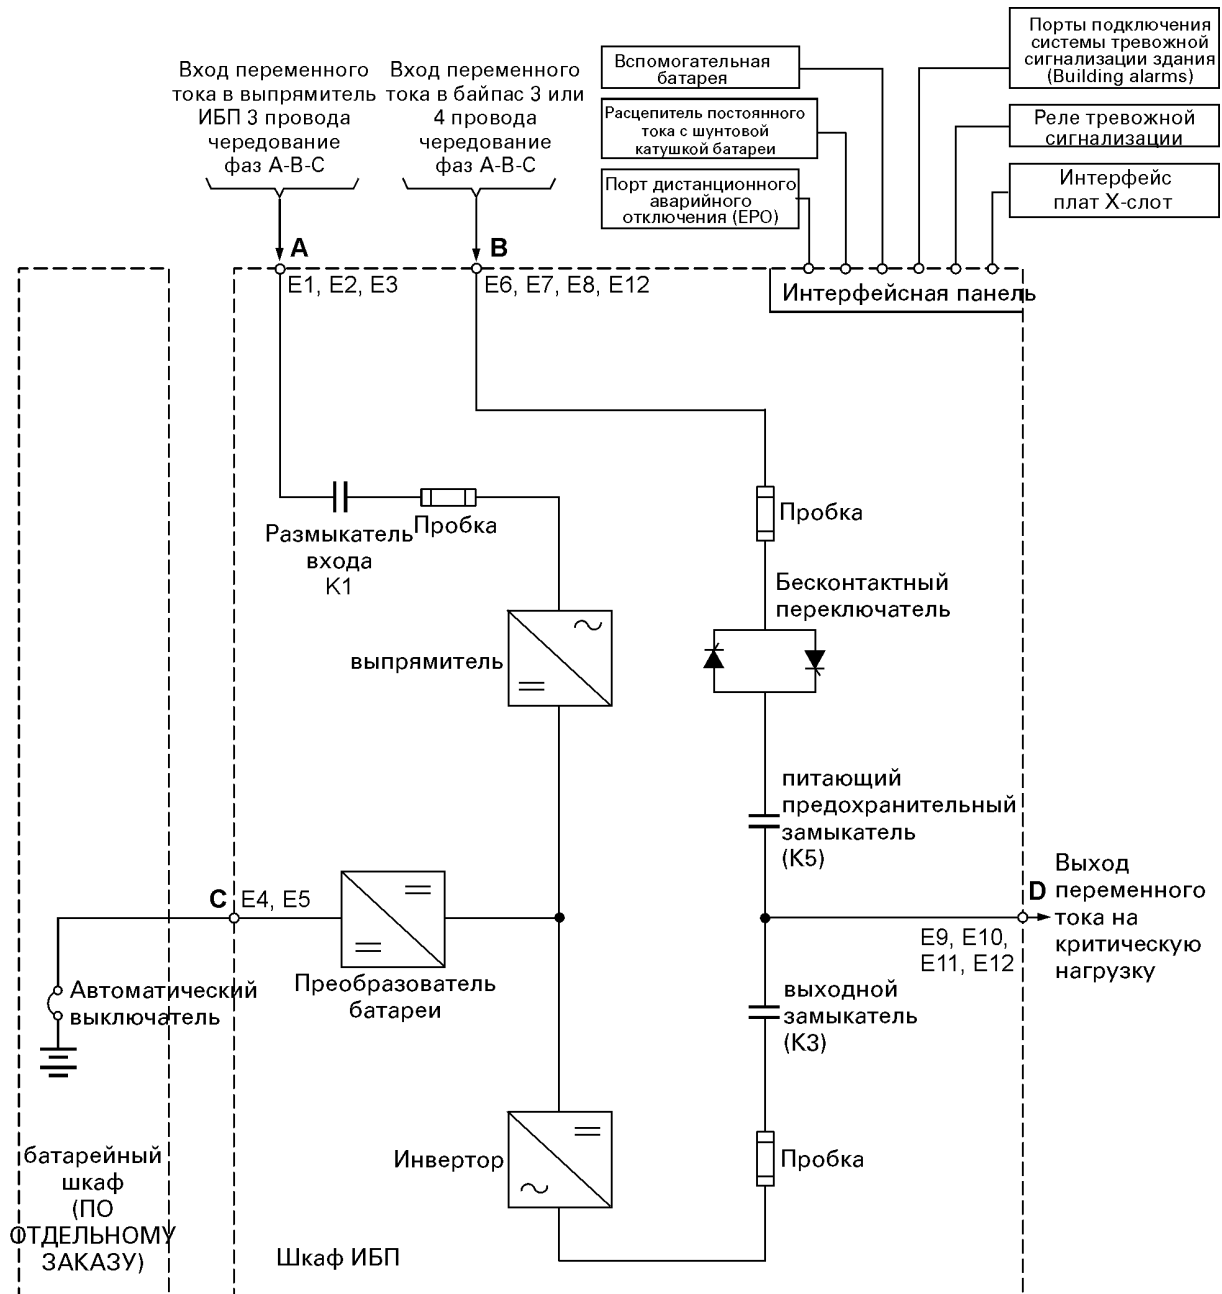 Вход переменного
тока в выпрямитель
ИБП 3 провода
чередование
фаз A-B-C
Вход переменного
тока в байпас 3 или
4 провода
чередование
фаз A-B-C
Вспомогательная
батарея
Расцепитель постоянного
тока с шунтовой
катушкой батареи
Порт дистанционного
аварийного
отключения (EPO)
Порты подключения
системы тревожной
сигнализации здания
(Building alarms)
Реле тревожной
сигнализации
Интерфейс
плат Х-слот
A
B
E1, E2, E3
E6, E7, E8, E12
Интерфейсная панель
Размыкатель
входа
K1
Пробка
Пробка
Бесконтактный
переключатель
выпрямитель
питающий
предохранительный
замыкатель
(K5)
C
E4, E5
D
Выход
переменного
тока на
критическую
нагрузку
E9, E10,
E11, E12
Преобразователь
батареи
Автоматический
выключатель
выходной
замыкатель
(K3)
Инвертор
Пробка
батарейный
шкаф
(ПО
ОТДЕЛЬНОМУ
ЗАКАЗУ)
Шкаф ИБП